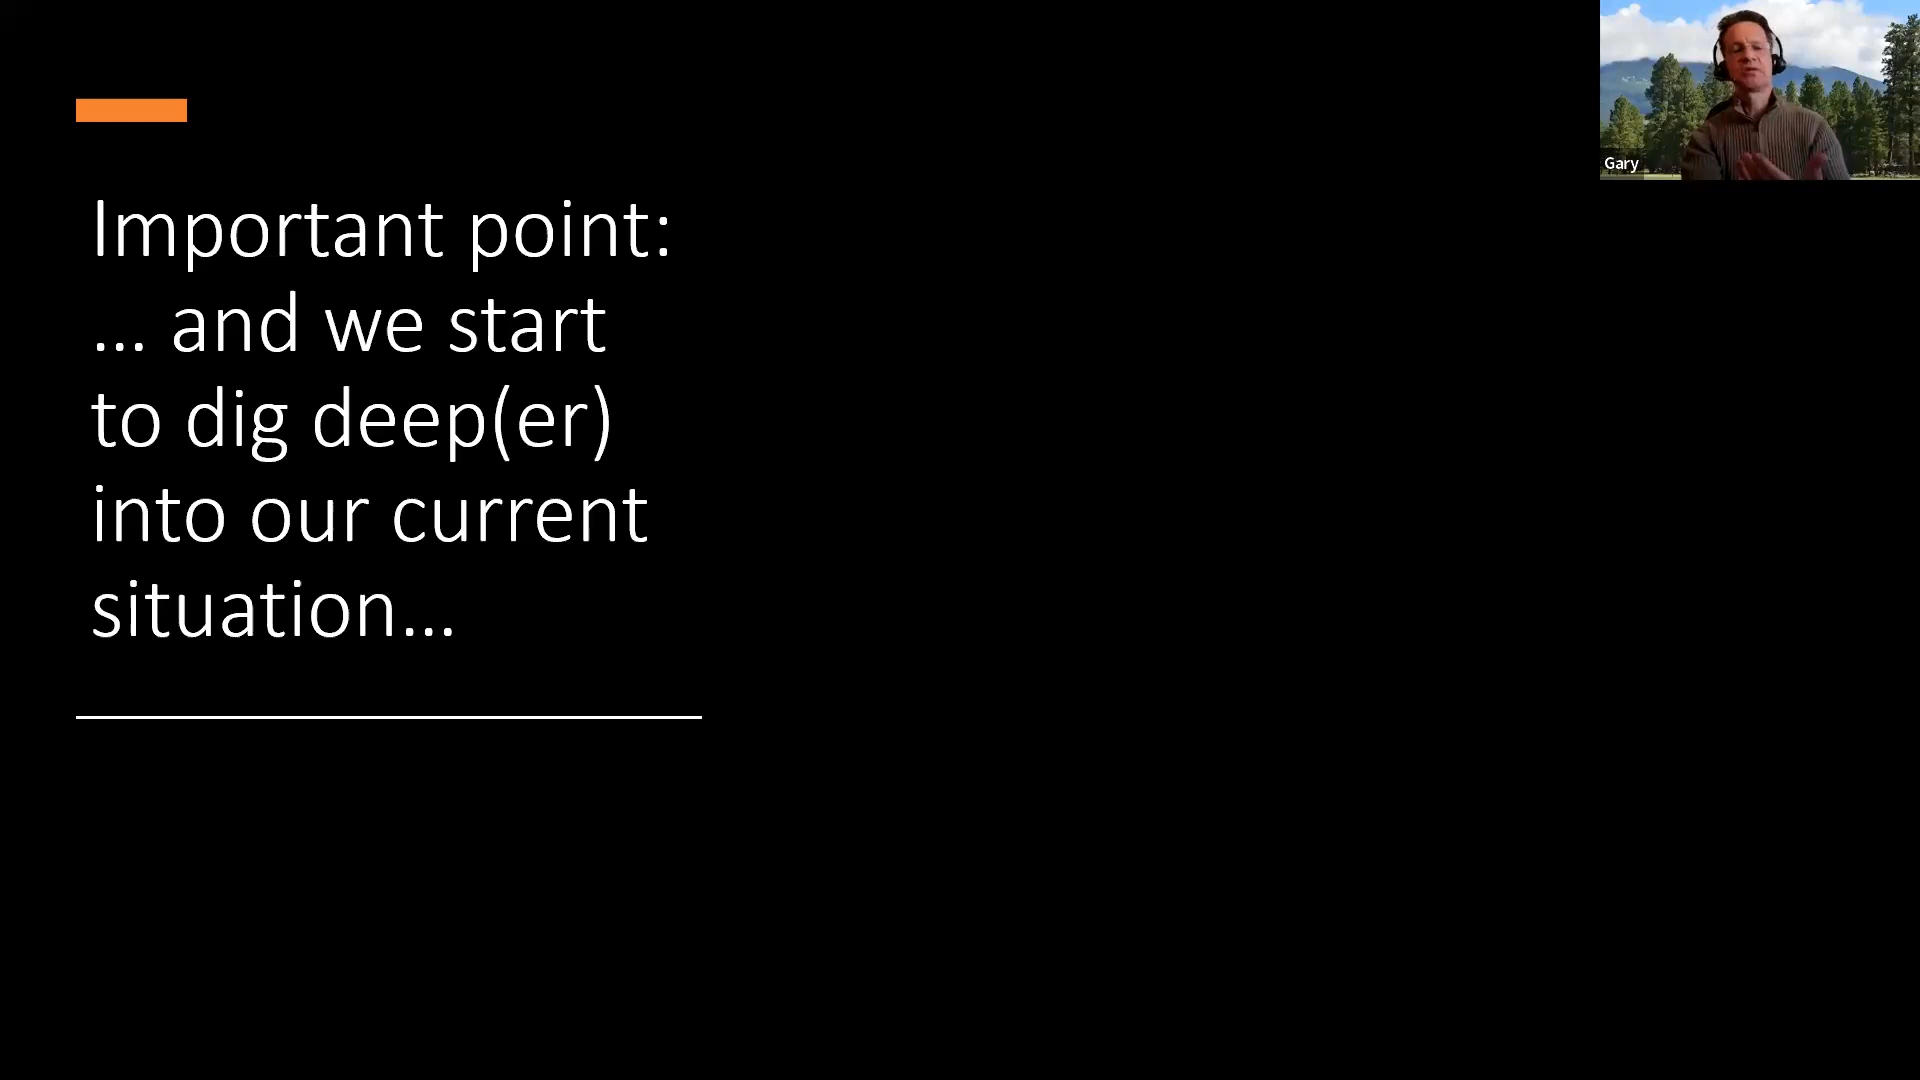 Important point:
... and we start
to dig deep(er)
into our current
situation...
Gary